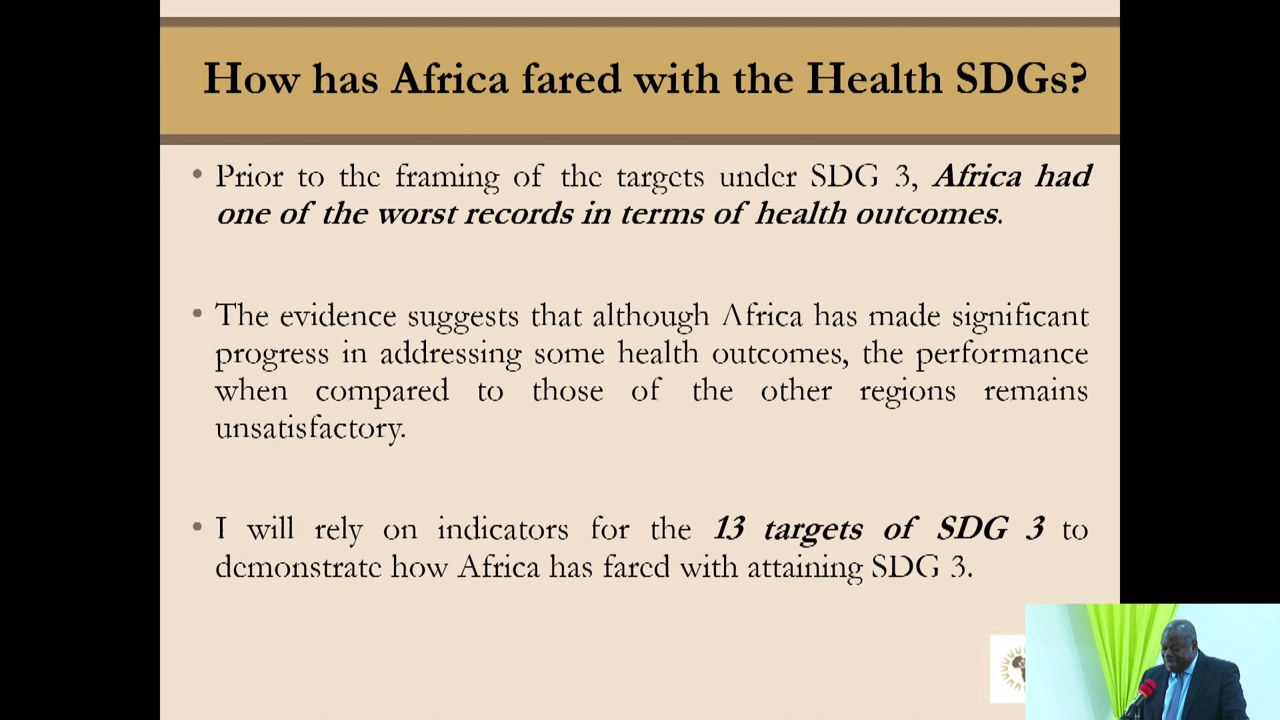 How has Africa fared with the Health SDGs?
• Prior to the framing of the targets under SDG 3, Africa had
one of the worst records in terms of health outcomes.
• The evidence suggests that although Africa has made significant
progress in addressing some health outcomes, the performance
when compared to those of the other regions remains
unsatisfactory.
• I will rely on indicators for the 13 targets of SDG 3 to
demonstrate how Africa has fared with attaining SDG 3.